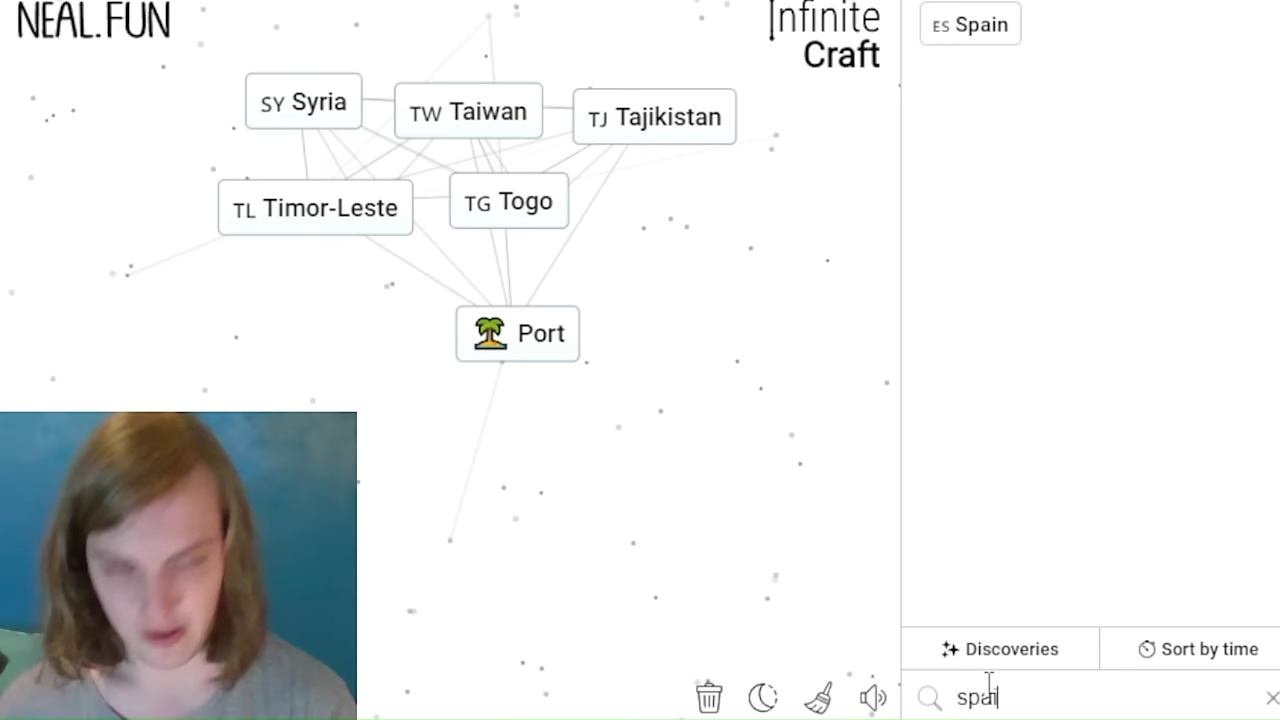 NEAL.FUN
Infinite
Craft
ES Spain
SY Syria
TW Taiwan
TJ Tajikistan
TL Timor-Leste
TG Togo
Port
Discoveries
Sort by time
spai